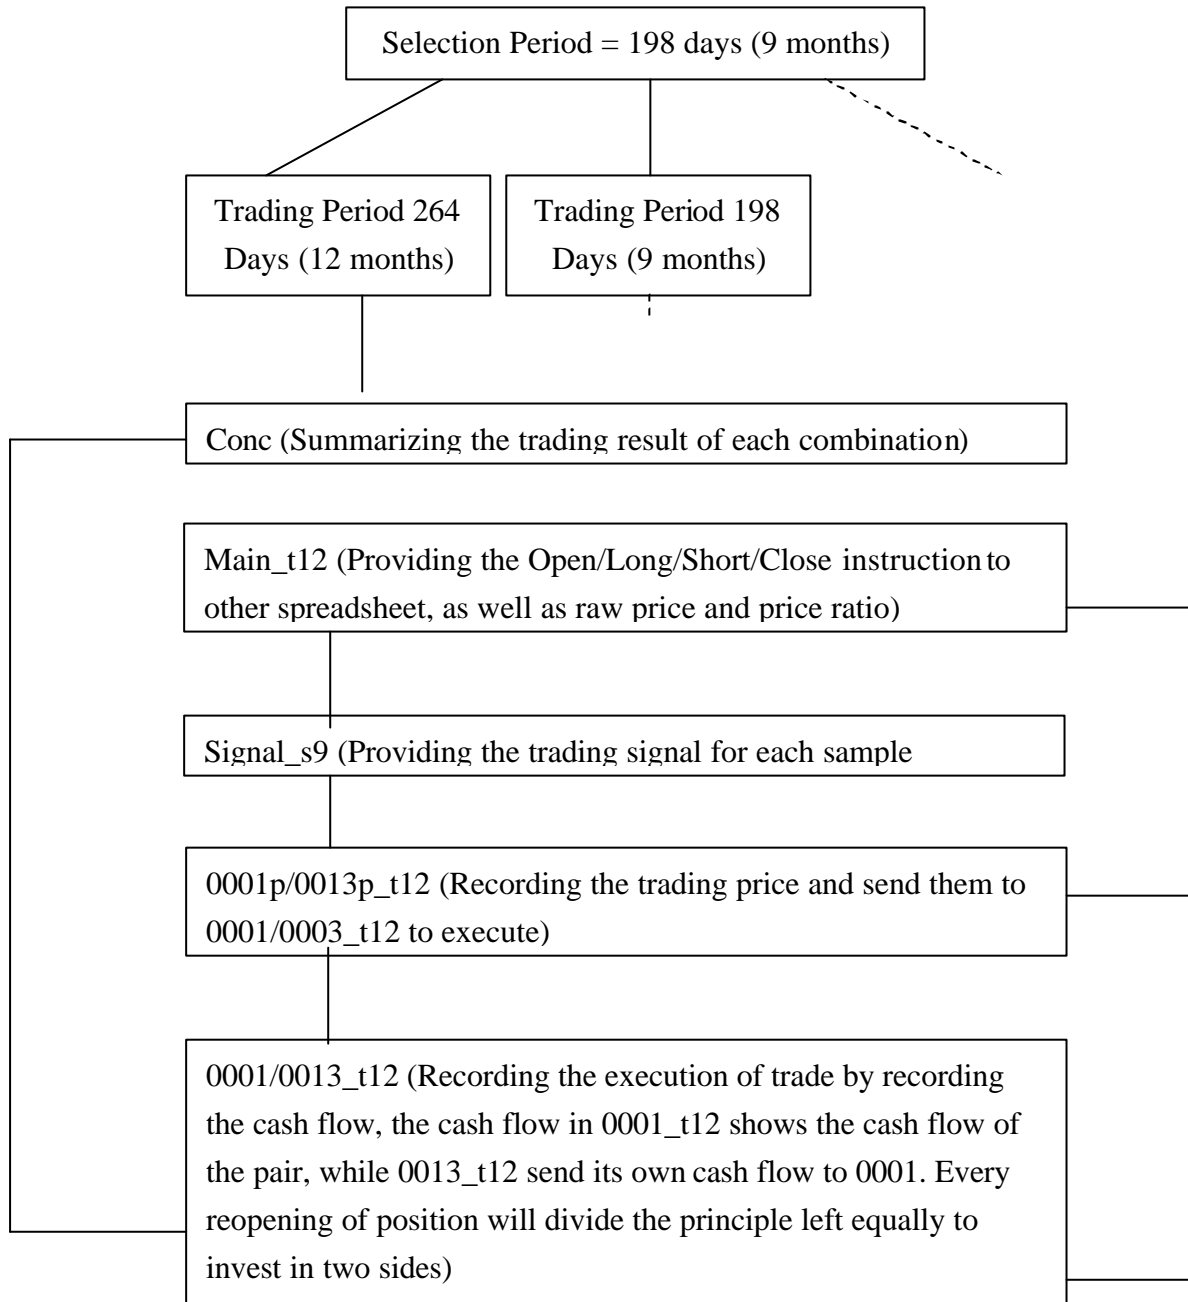 Selection Period = 198 days (9 months)
Trading Period 264
Days (12 months)
Trading Period 198
Days (9 months)
Conc (Summarizing the trading result of each combination)
Main_t12 (Providing the Open/Long/Short/Close instruction to
other spreadsheet, as well as raw price and price ratio)
Signal_s9 (Providing the trading signal for each sample
0001p/0013p_t12 (Recording the trading price and send them to
0001/0003_t12 to execute)
0001/0013_t12 (Recording the execution of trade by recording
the cash flow, the cash flow in 0001_t12 shows the cash flow of
the pair, while 0013_t12 send its own cash flow to 0001. Every
reopening of position will divide the principle left equally to
invest in two sides)